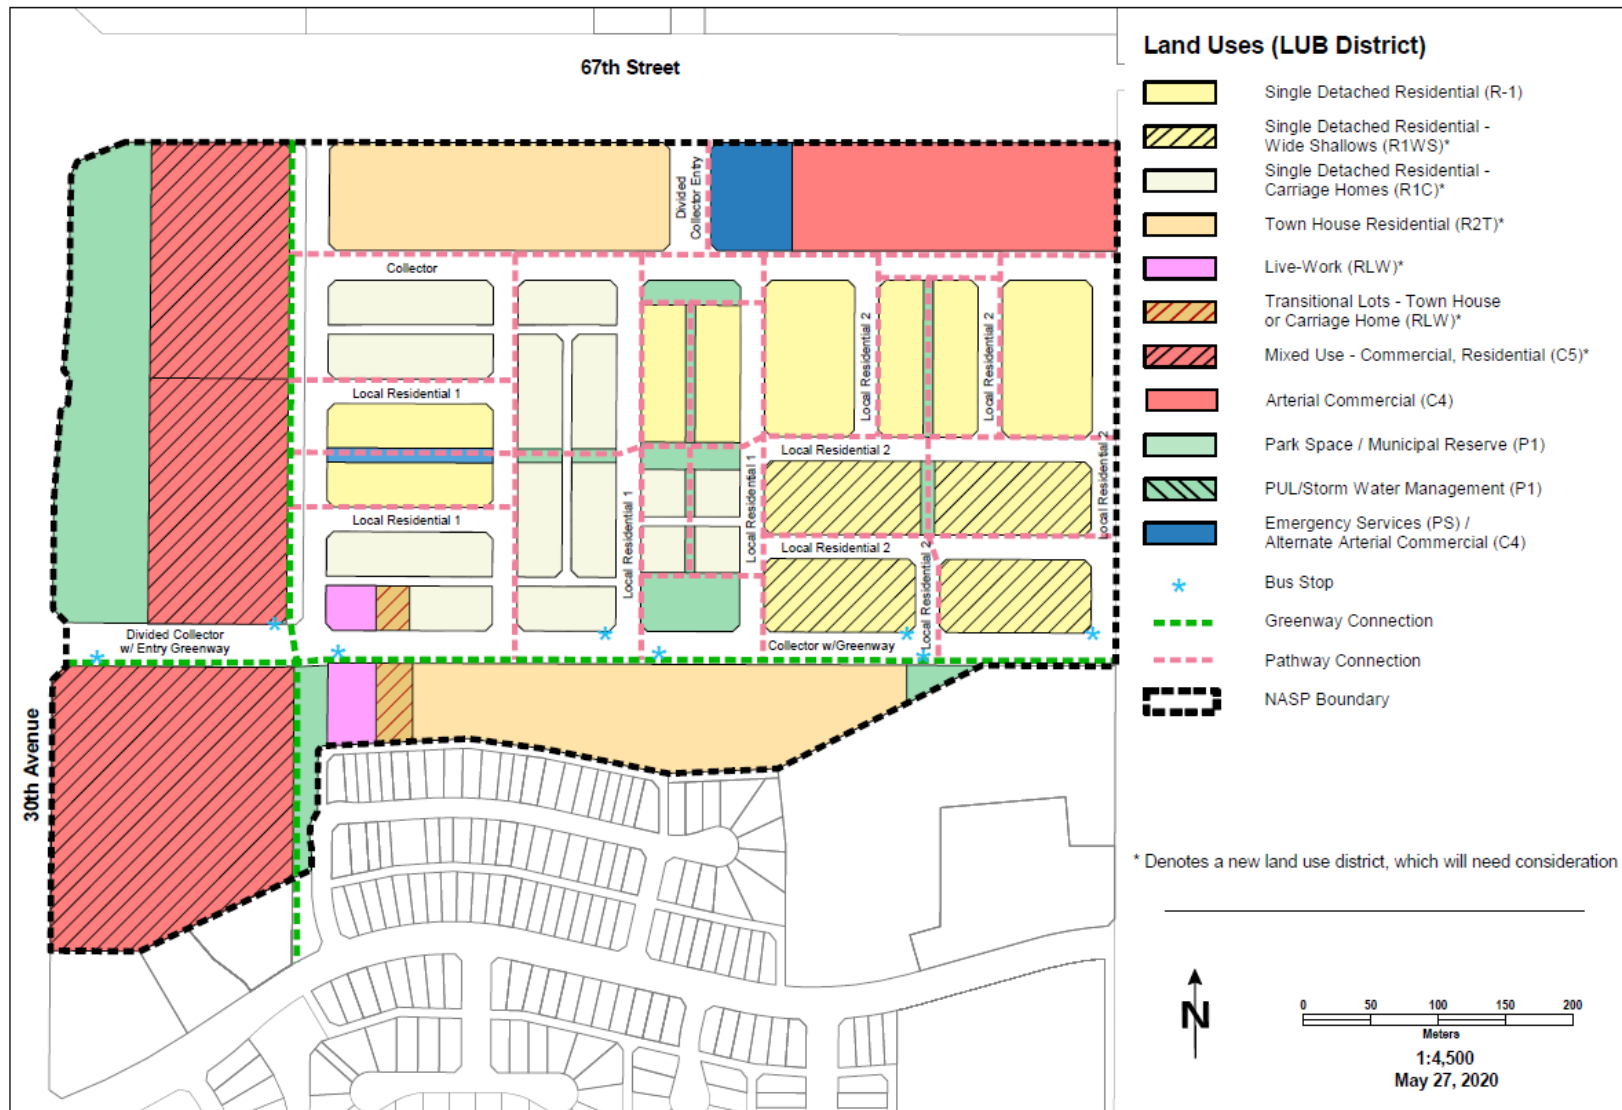 67th Street
Divided
Collector Entry
Collector
Local Residential 1
Local Residential 1
Local Residential 1
Local Residential 1
Local Residential 2
Local Residential 2
Local Residential 2
Local Residential 2
Local Residential 2
Local Residential 2
Divided Collector
w/ Entry Greenway
Collector w/Greenway
30th Avenue
Land Uses (LUB District)
Single Detached Residential (R-1)
Single Detached Residential -
Wide Shallows (R1WS)*
Single Detached Residential -
Carriage Homes (R1C)*
Town House Residential (R2T)*
Live-Work (RLW)*
Transitional Lots - Town House
or Carriage Home (RLW)*
Mixed Use - Commercial, Residential (C5)*
Arterial Commercial (C4)
Park Space / Municipal Reserve (P1)
PUL/Storm Water Management (P1)
Emergency Services (PS) /
Alternate Arterial Commercial (C4)
Bus Stop
Greenway Connection
Pathway Connection
NASP Boundary
* Denotes a new land use district, which will need consideration
N
0 50 100 150 200
Meters
1:4,500
May 27, 2020